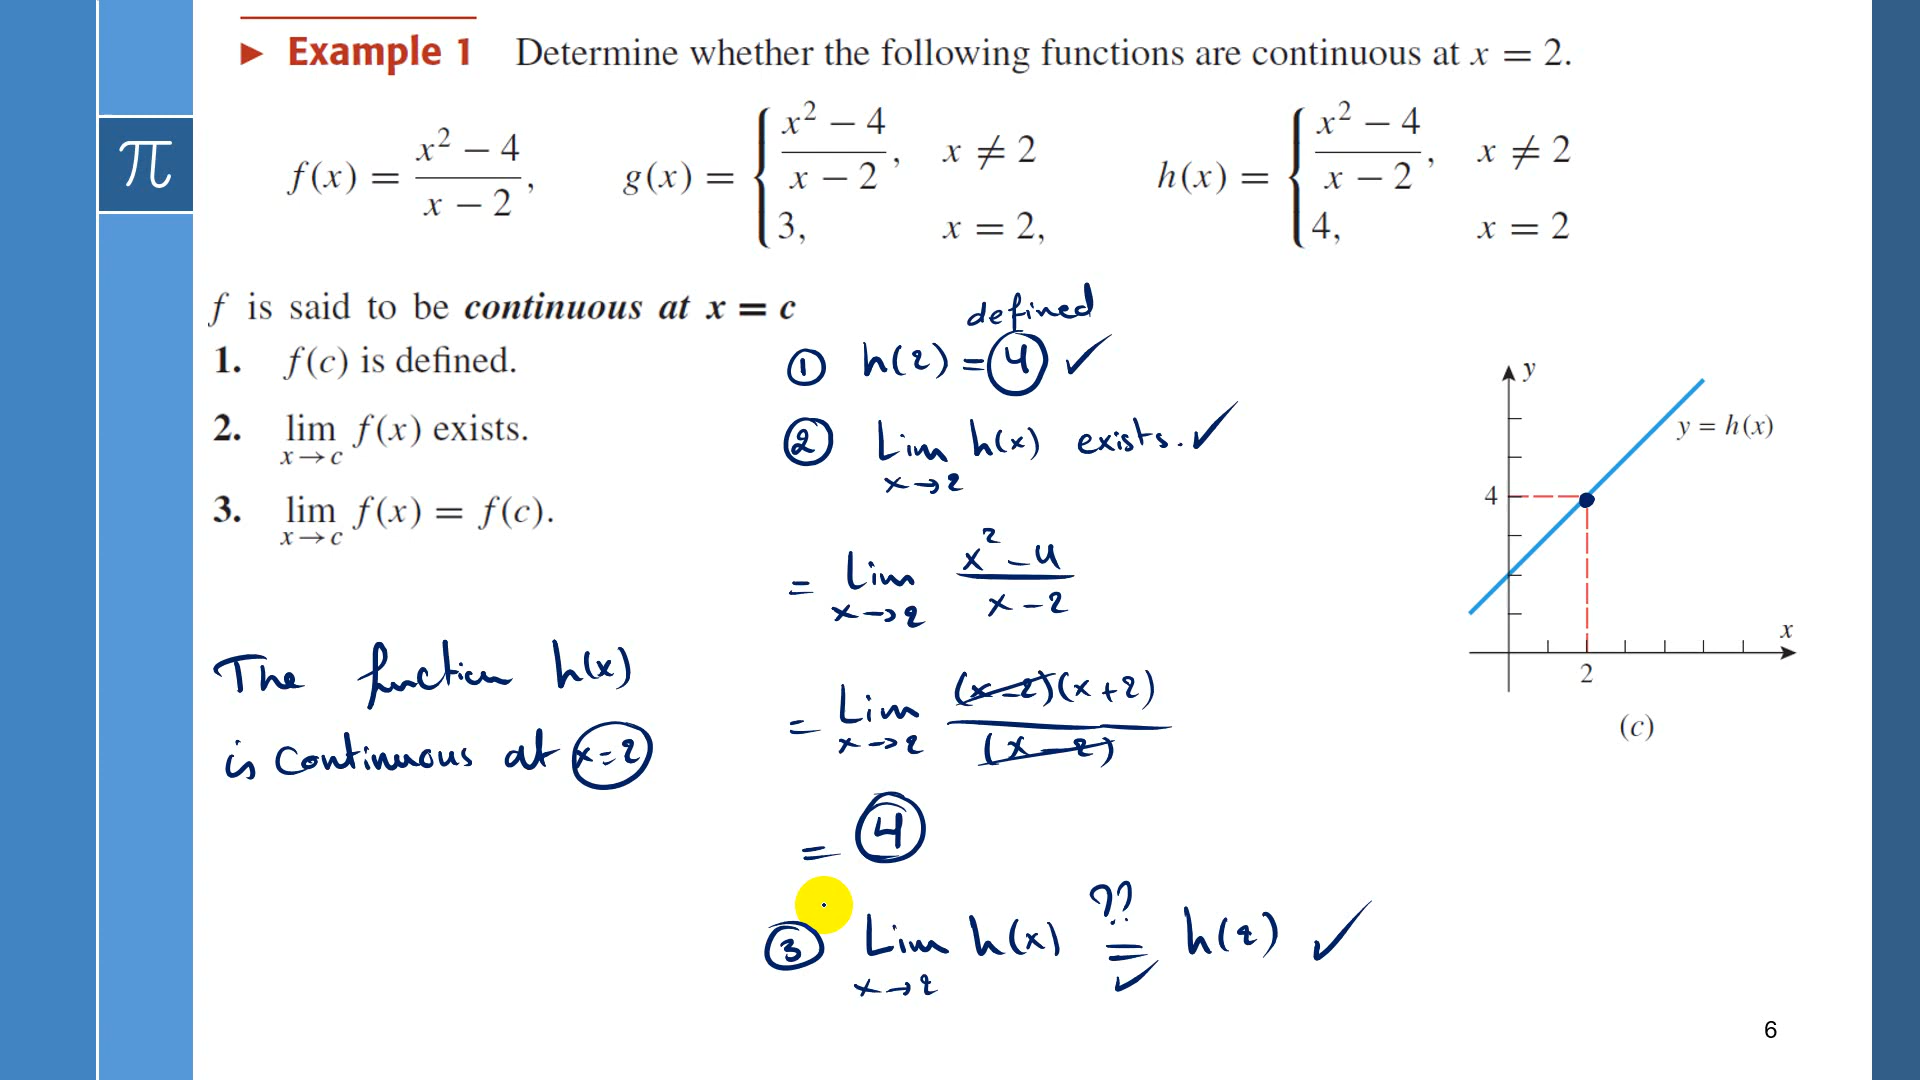 π
▶ Example 1 Determine whether the following functions are continuous at x = 2.
f(x) = (x² − 4)/(x − 2), g(x) = { (x² − 4)/(x − 2), x ≠ 2
3, x = 2,
h(x) = { (x² − 4)/(x − 2), x ≠ 2
4, x = 2
f is said to be continuous at x = c
1. f(c) is defined.
2. lim x→c f(x) exists.
3. lim x→c f(x) = f(c).
The function h(x)
is continuous at x=2
defined
① h(2) = 4 ✓
② Lim x→2 h(x) exists. ✓
= Lim x→2 (x²−4)/(x−2)
= Lim x→2 (x−2)(x+2)/(x−2)
= 4
??
③ Lim x→2 h(x) = h(2) ✓
✓
y
y = h(x)
4
x
2
(c)
6